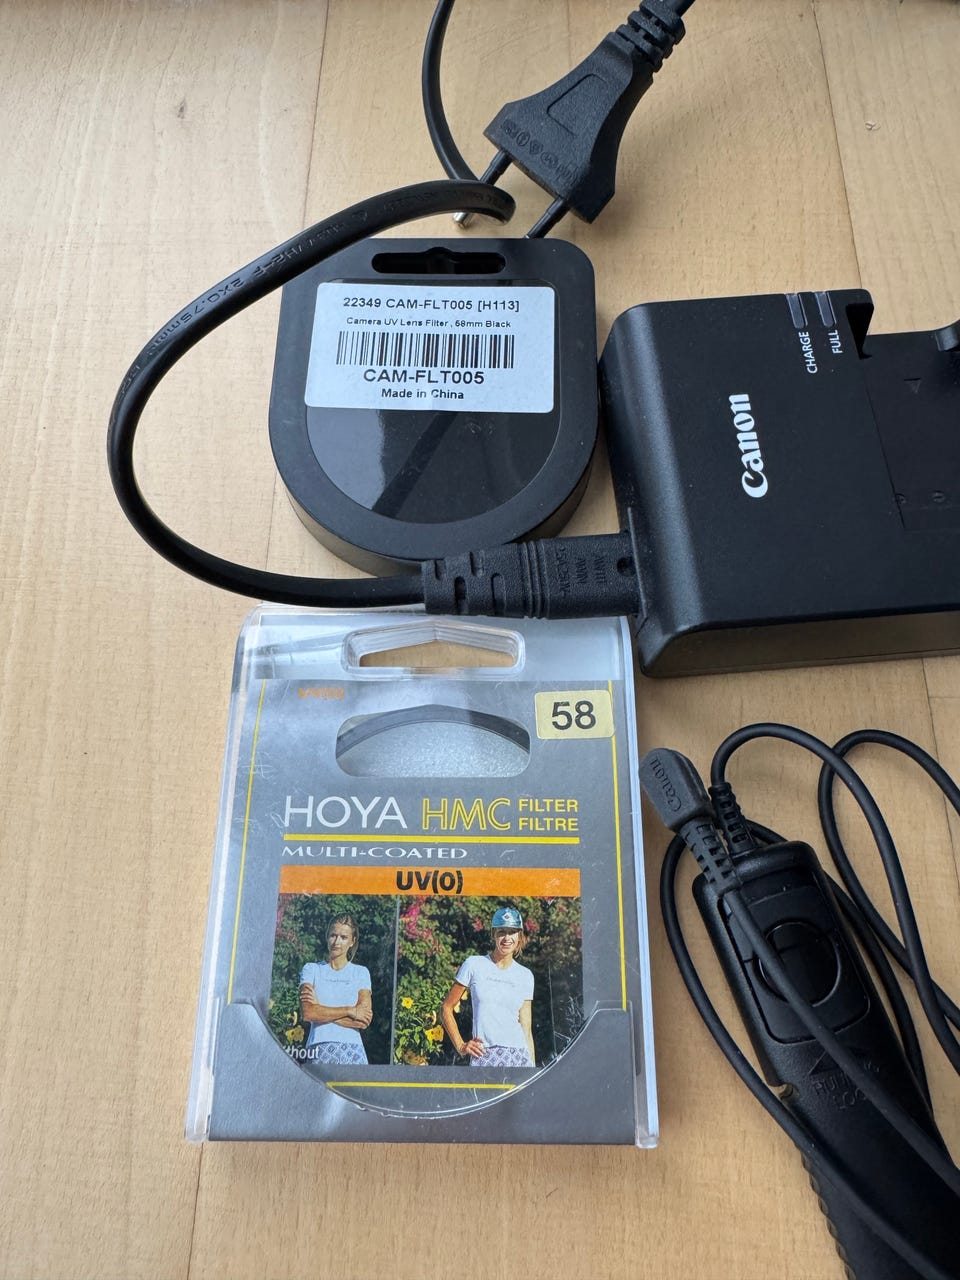 22349 CAM-FLT005 [H113]
Camera UV Lens Filter , 58mm Black
CAM-FLT005
Made in China
CHARGE
FULL
Canon
58
HOYA HMC FILTER
FILTRE
MULTI-COATED
UV(0)
Canon
LOCK